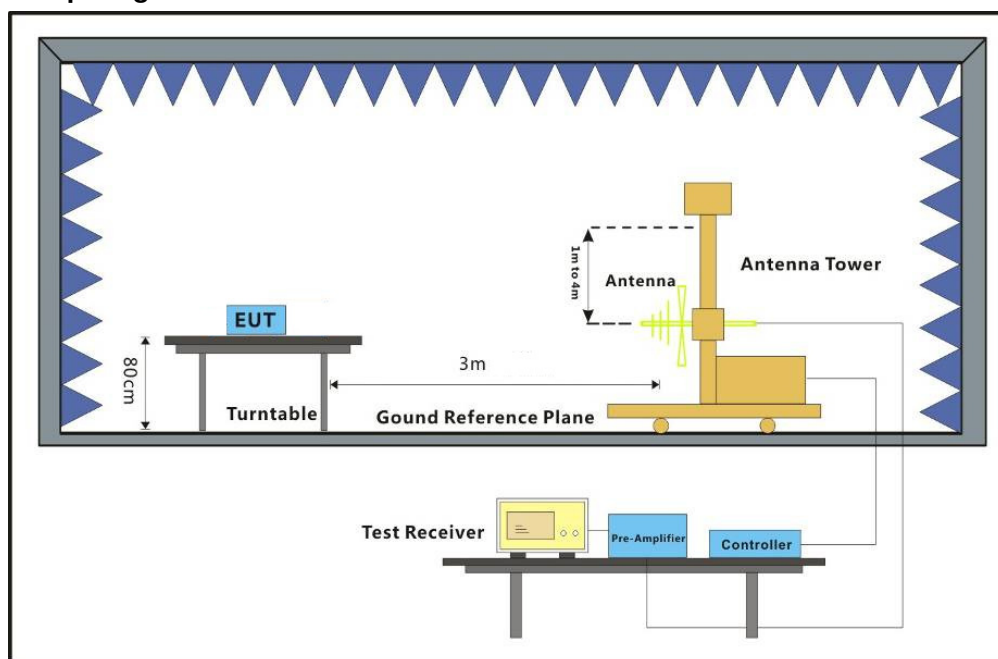 1m to 4m
Antenna
Antenna Tower
EUT
80cm
3m
Turntable
Gound Reference Plane
Test Receiver
Pre-Amplifier
Controller